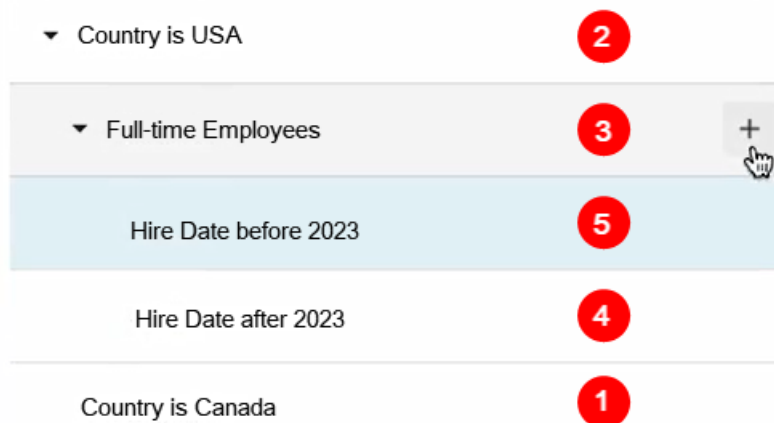 Country is USA 2
Full-time Employees 3 +
Hire Date before 2023 5
Hire Date after 2023 4
Country is Canada 1